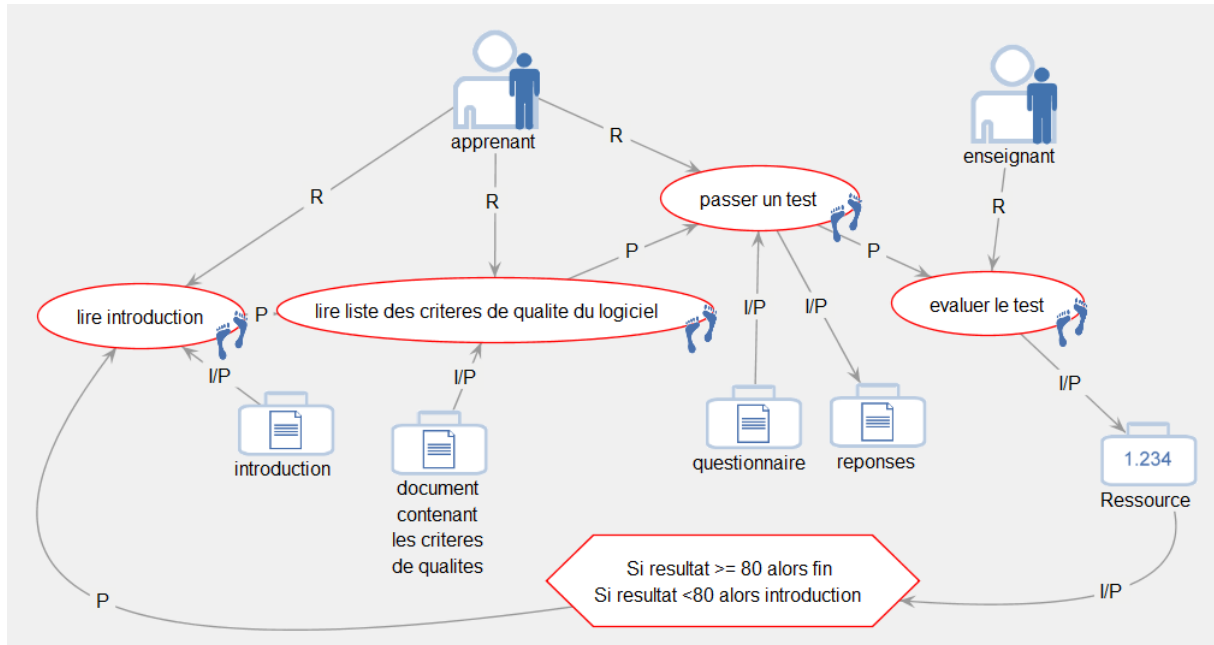 apprenant
enseignant
R
R
R
R
passer un test
P
P
lire introduction
P
lire liste des criteres de qualite du logiciel
evaluer le test
I/P
I/P
I/P
I/P
I/P
introduction
document
contenant
les criteres
de qualites
questionnaire
reponses
1.234
Ressource
Si resultat >= 80 alors fin
Si resultat <80 alors introduction
P
I/P